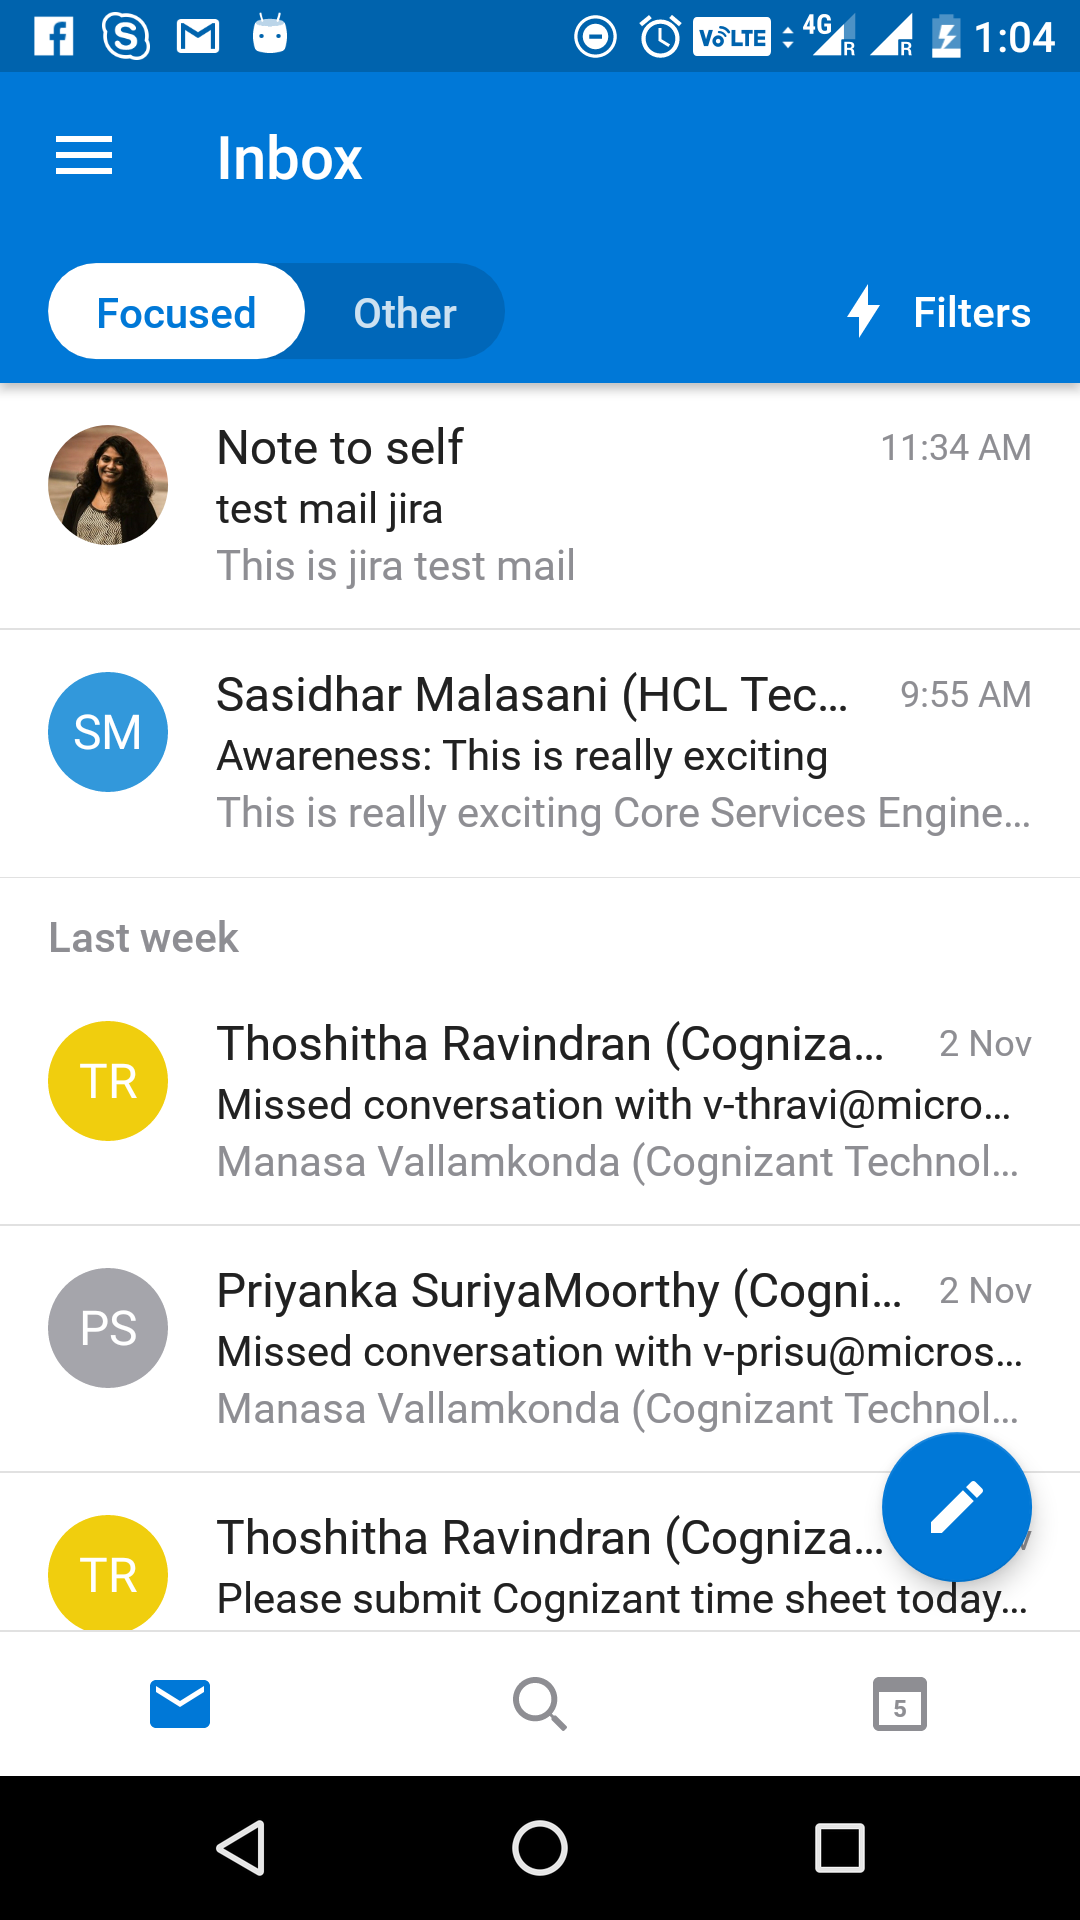 VoLTE 4G R R 1:04
Inbox
Focused Other Filters
Note to self 11:34 AM
test mail jira
This is jira test mail
SM
Sasidhar Malasani (HCL Tec... 9:55 AM
Awareness: This is really exciting
This is really exciting Core Services Engine...
Last week
TR
Thoshitha Ravindran (Cogniza... 2 Nov
Missed conversation with v-thravi@micro...
Manasa Vallamkonda (Cognizant Technol...
PS
Priyanka SuriyaMoorthy (Cogni... 2 Nov
Missed conversation with v-prisu@micros...
Manasa Vallamkonda (Cognizant Technol...
TR
Thoshitha Ravindran (Cogniza...
Please submit Cognizant time sheet today...
5